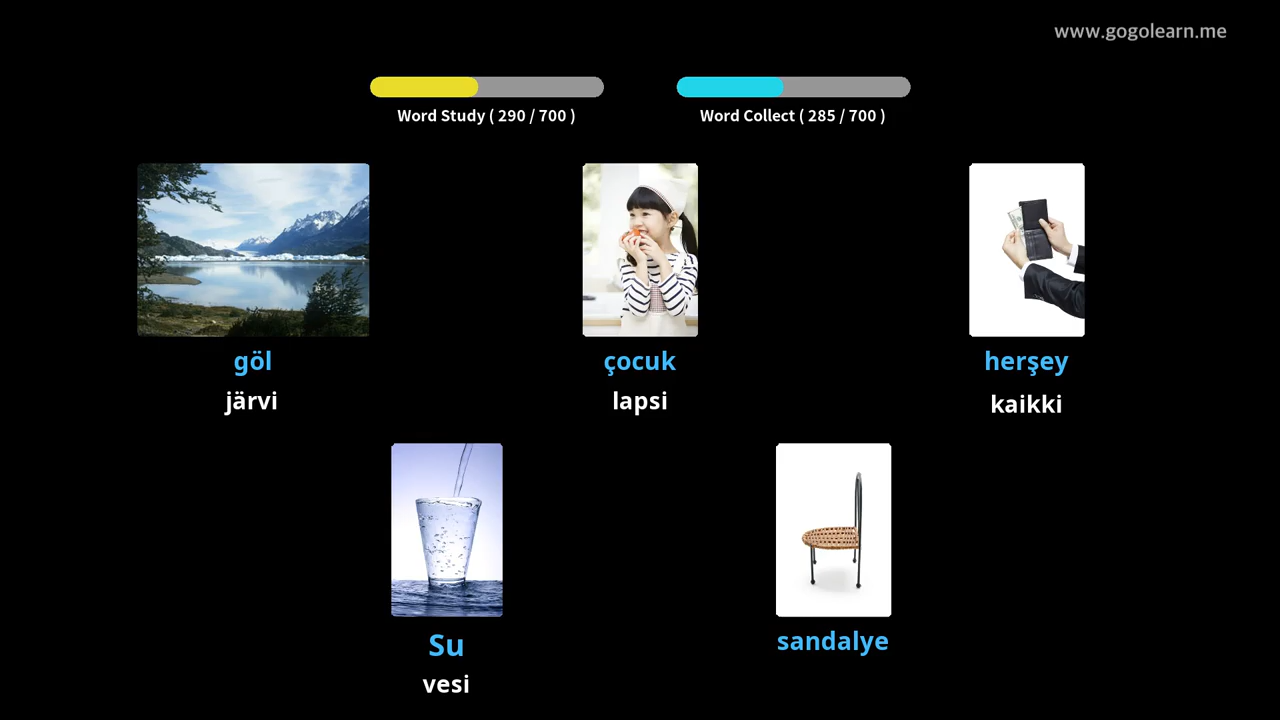 www.gogolearn.me
Word Study ( 290 / 700 )
Word Collect ( 285 / 700 )
göl
järvi
çocuk
lapsi
herşey
kaikki
Su
vesi
sandalye